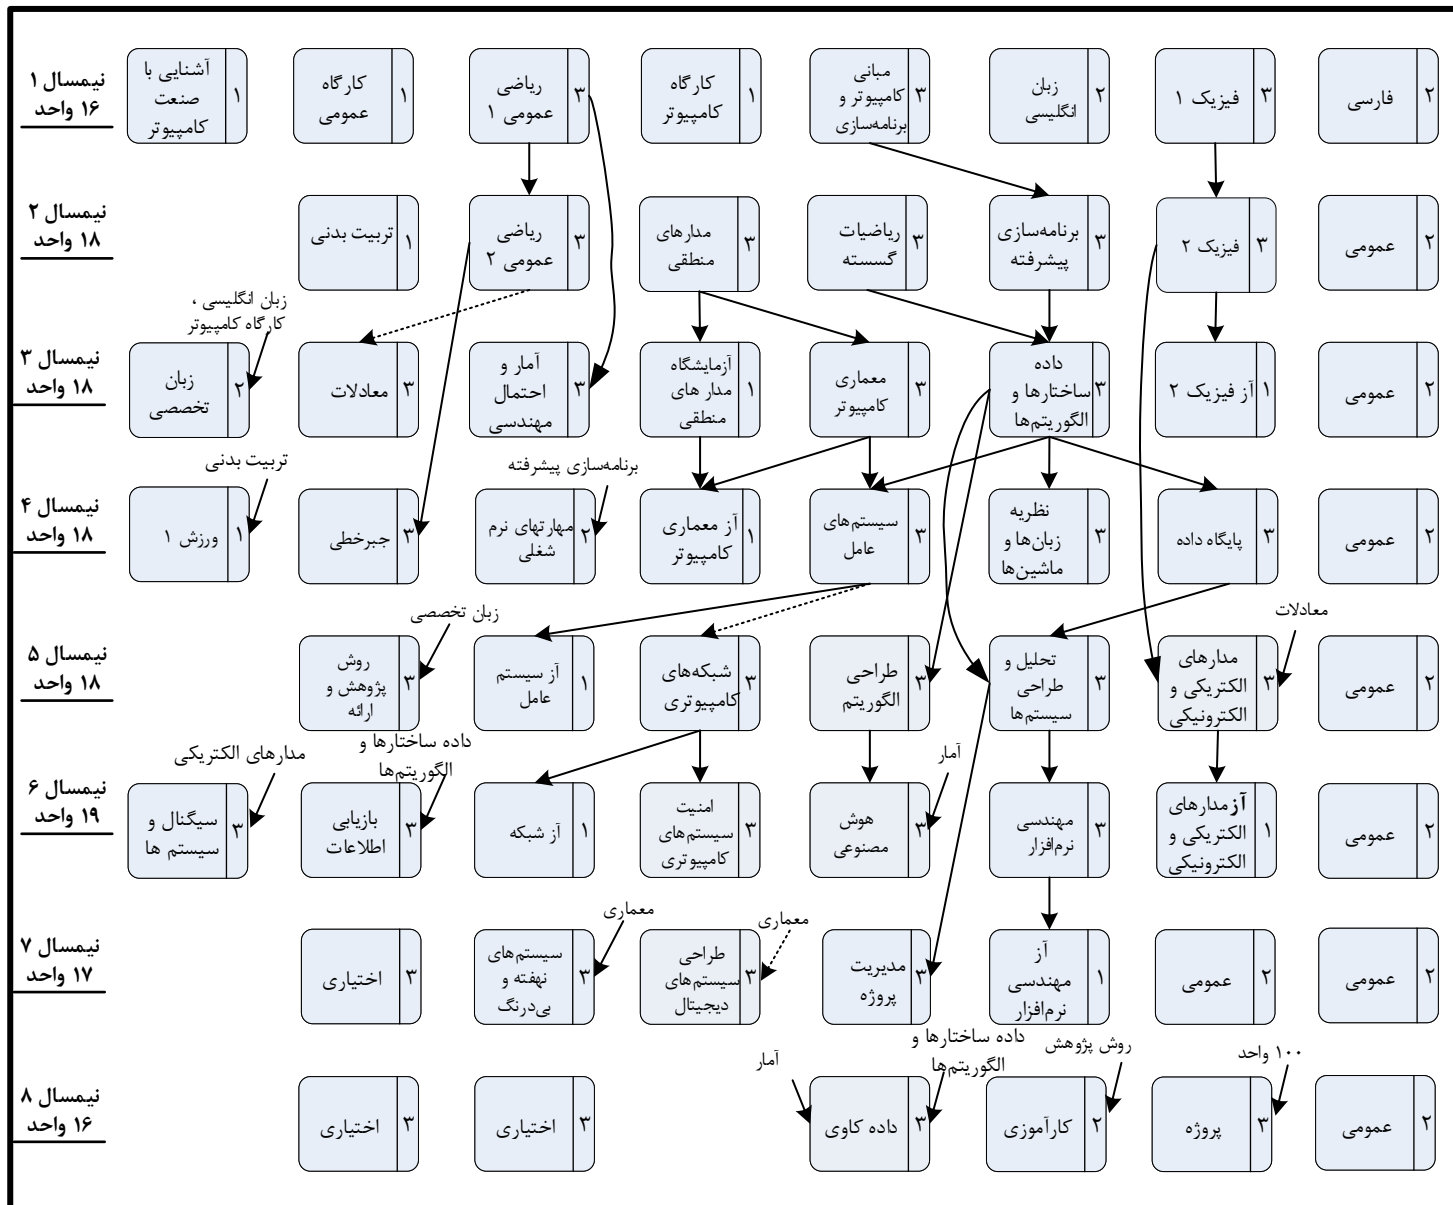 نیمسال ۱
۱۶ واحد
۲
فارسی
۳
فیزیک ۱
۲
زبان
انگلیسی
۳
مبانی
کامپیوتر و
برنامه‌سازی
۱
کارگاه
کامپیوتر
۳
ریاضی
عمومی ۱
۱
کارگاه
عمومی
۱
آشنایی با
صنعت
کامپیوتر
نیمسال ۲
۱۸ واحد
۲
عمومی
۳
فیزیک ۲
۳
برنامه‌سازی
پیشرفته
۳
ریاضیات
گسسته
۳
مدارهای
منطقی
۳
ریاضی
عمومی ۲
۱
تربیت بدنی
زبان انگلیسی ،
کارگاه کامپیوتر
نیمسال ۳
۱۸ واحد
۲
عمومی
۱
آز فیزیک ۲
۳
داده
ساختارها و
الگوریتم‌ها
۳
معماری
کامپیوتر
۱
آزمایشگاه
مدار های
منطقی
۳
آمار و
احتمال
مهندسی
۳
معادلات
۲
زبان
تخصصی
برنامه‌سازی پیشرفته
تربیت بدنی
نیمسال ۴
۱۸ واحد
۲
عمومی
۳
پایگاه داده
۳
نظریه
زبان‌ها و
ماشین‌ها
۳
سیستم‌های
عامل
۱
آز معماری
کامپیوتر
۲
مهارتهای نرم
شغلی
۳
جبرخطی
۱
ورزش ۱
معادلات
زبان تخصصی
نیمسال ۵
۱۸ واحد
۲
عمومی
۳
مدارهای
الکتریکی و
الکترونیکی
۳
تحلیل و
طراحی
سیستم‌ها
۳
طراحی
الگوریتم
۳
شبکه‌های
کامپیوتری
۱
آز سیستم
عامل
۳
روش
پژوهش و
ارائه
آمار
داده ساختارها و
الگوریتم‌ها
مدارهای الکتریکی
نیمسال ۶
۱۹ واحد
۲
عمومی
۱
آز مدارهای
الکتریکی و
الکترونیکی
۳
مهندسی
نرم‌افزار
۳
هوش
مصنوعی
۳
امنیت
سیستم‌های
کامپیوتری
۱
آز شبکه
۳
بازیابی
اطلاعات
۳
سیگنال و
سیستم ها
معماری
معماری
نیمسال ۷
۱۷ واحد
۲
عمومی
۲
عمومی
۱
آز
مهندسی
نرم‌افزار
۳
مدیریت
پروژه
۳
طراحی
سیستم‌های
دیجیتال
۳
سیستم‌های
نهفته و
بی‌درنگ
۳
اختیاری
۱۰۰ واحد
روش پژوهش
داده ساختارها و
الگوریتم‌ها
آمار
نیمسال ۸
۱۶ واحد
۲
عمومی
۳
پروژه
۲
کارآموزی
۳
داده کاوی
۳
اختیاری
۳
اختیاری